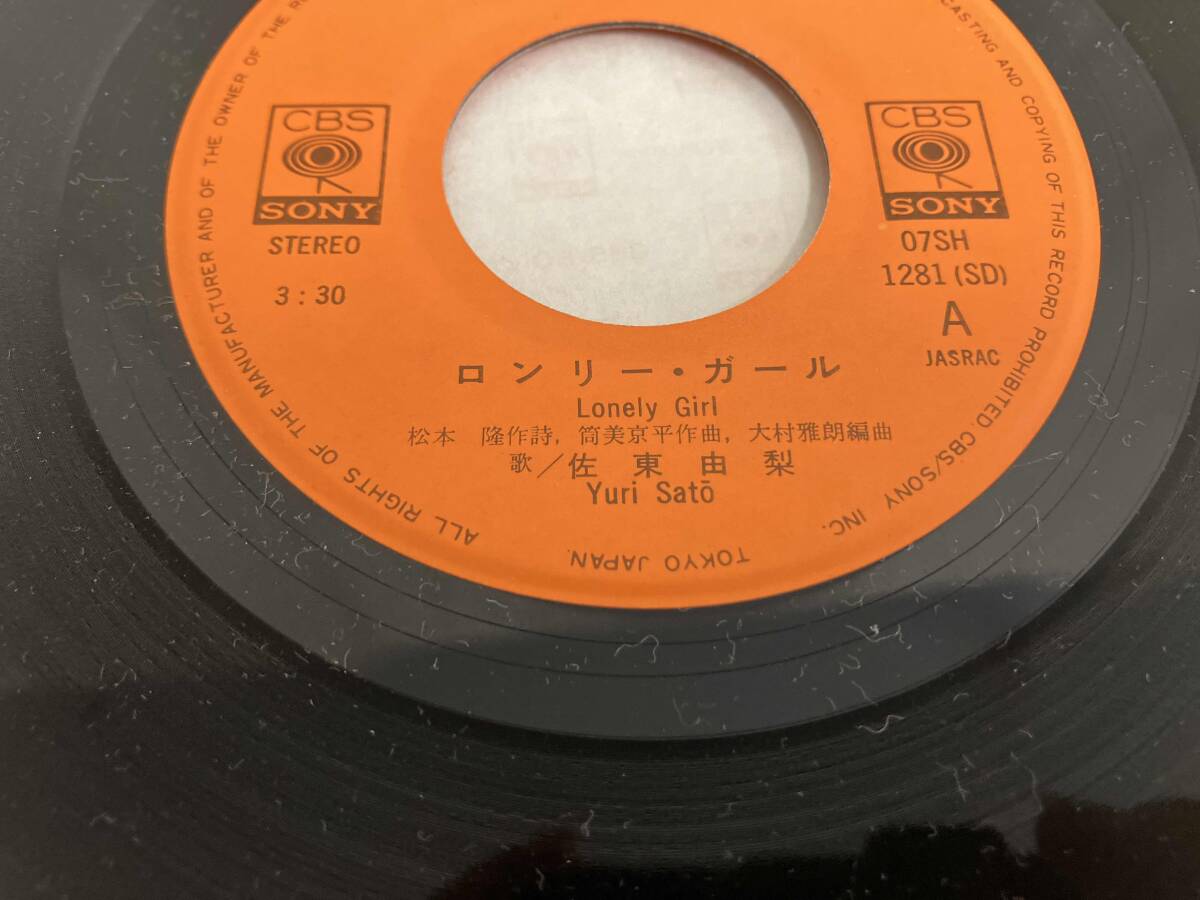 CBS
SONY
STEREO
3:30
CBS
SONY
07SH
1281 (SD)
A
JASRAC
ロンリー・ガール
Lonely Girl
松本 隆作詩, 筒美京平作曲, 大村雅朗編曲
歌／佐東由梨
Yuri Satō
ALL RIGHTS OF THE MANUFACTURER AND OF THE OWNER OF THE
CASTING AND COPYING OF THIS RECORD PROHIBITED. CBS/SONY INC.
TOKYO JAPAN.